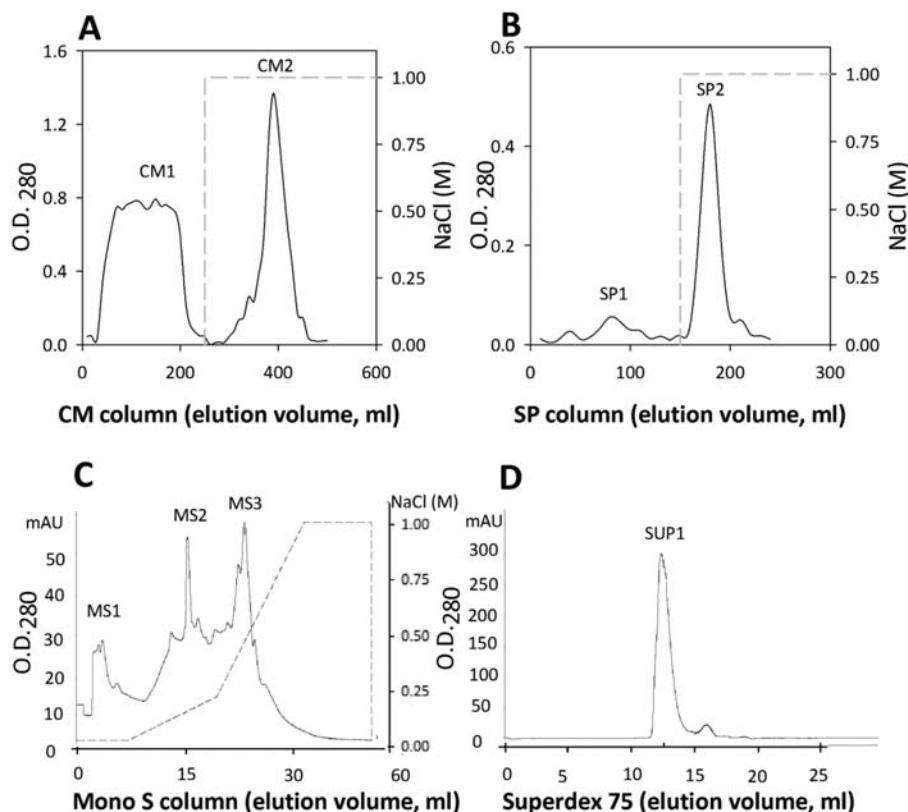 A
CM2
CM1
O.D.280
1.6
1.2
0.8
0.4
0.0
NaCl (M)
1.00
0.75
0.50
0.25
0.00
0 200 400 600
CM column (elution volume, ml)
B
SP2
SP1
O.D.280
0.6
0.4
0.2
0.0
NaCl (M)
1.00
0.75
0.50
0.25
0.00
0 100 200 300
SP column (elution volume, ml)
C
mAU
MS1
MS2
MS3
NaCl (M)
O.D.280
50
40
30
20
10
0
1.00
0.75
0.50
0.25
0.00
0 15 30 60
Mono S column (elution volume, ml)
D
mAU
SUP1
O.D.280
300
250
200
150
100
50
0
0 5 10 15 20 25
Superdex 75 (elution volume, ml)